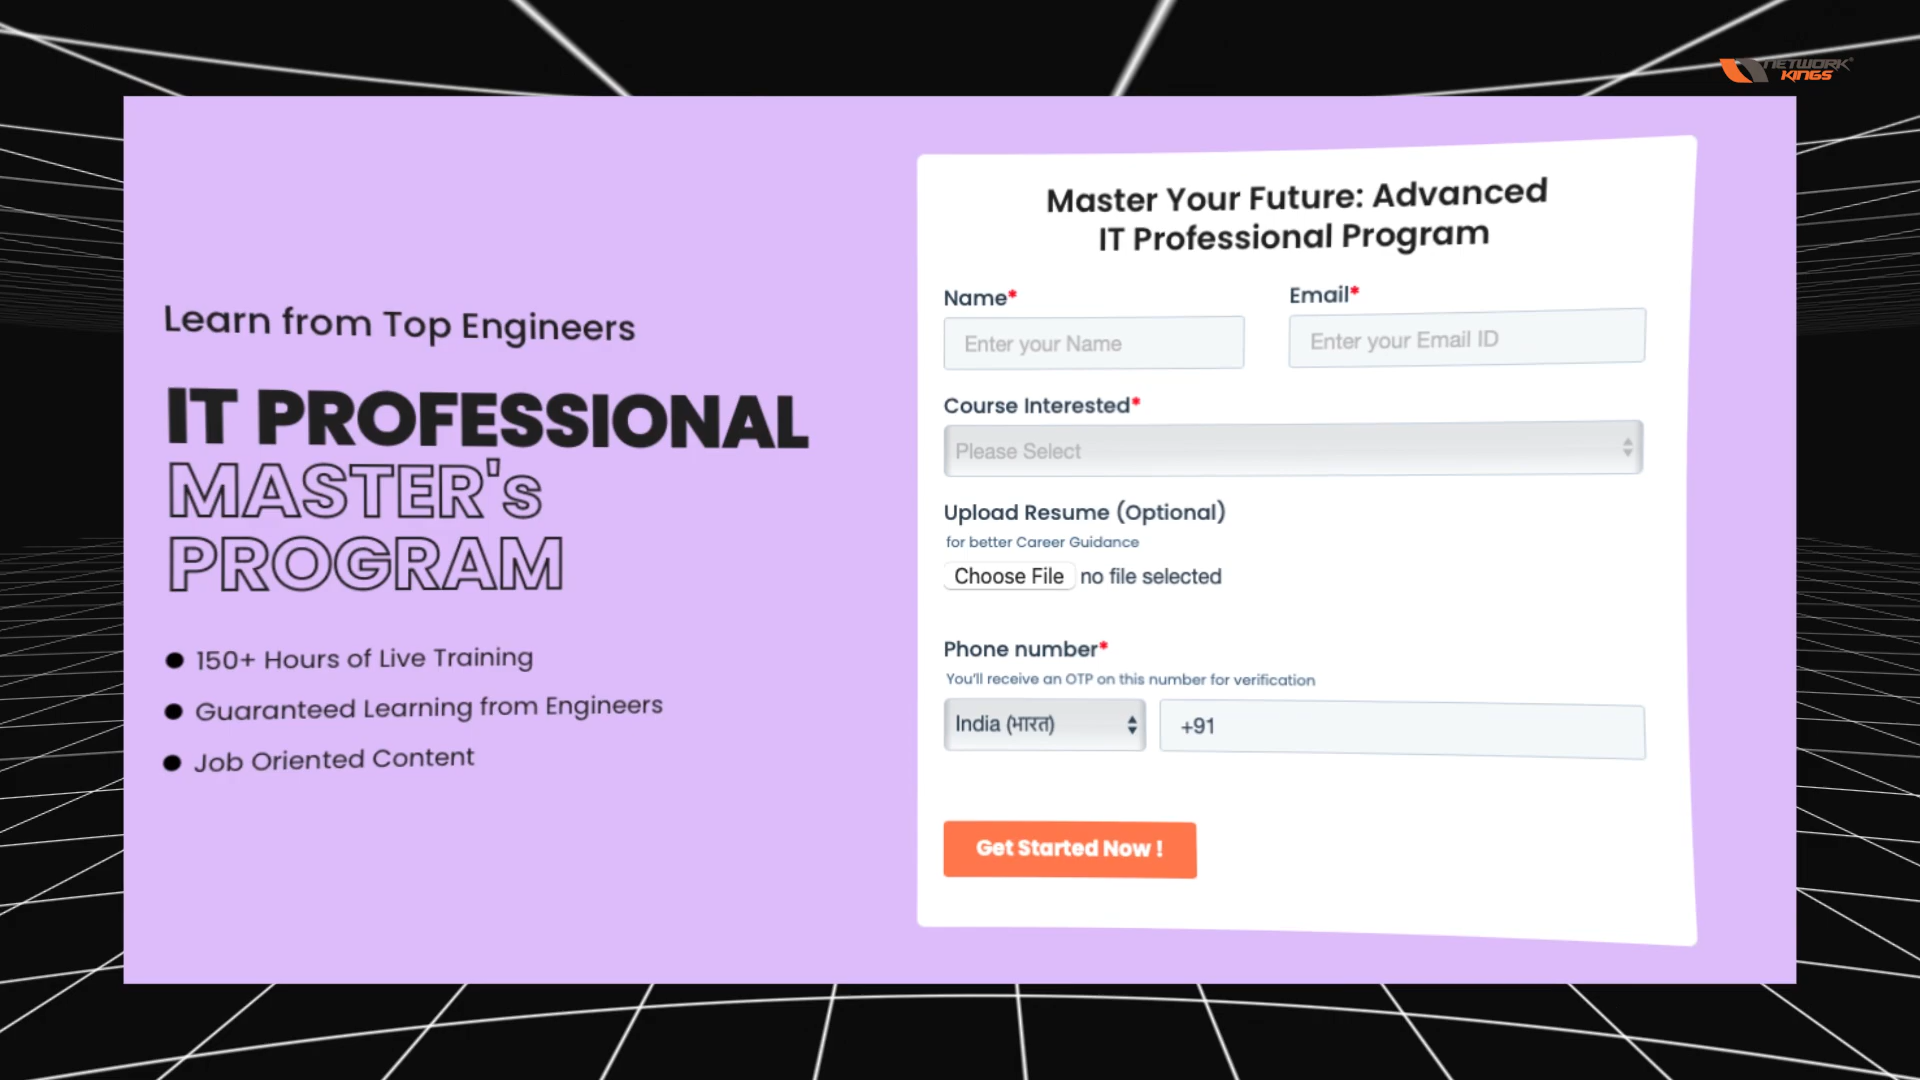 NETWORK
KINGS
Learn from Top Engineers
IT PROFESSIONAL
MASTER's
PROGRAM
● 150+ Hours of Live Training
● Guaranteed Learning from Engineers
● Job Oriented Content
Master Your Future: Advanced
IT Professional Program
Name* Email*
Enter your Name Enter your Email ID
Course Interested*
Please Select
Upload Resume (Optional)
for better Career Guidance
Choose File no file selected
Phone number*
You'll receive an OTP on this number for verification
India (भारत) +91
Get Started Now !